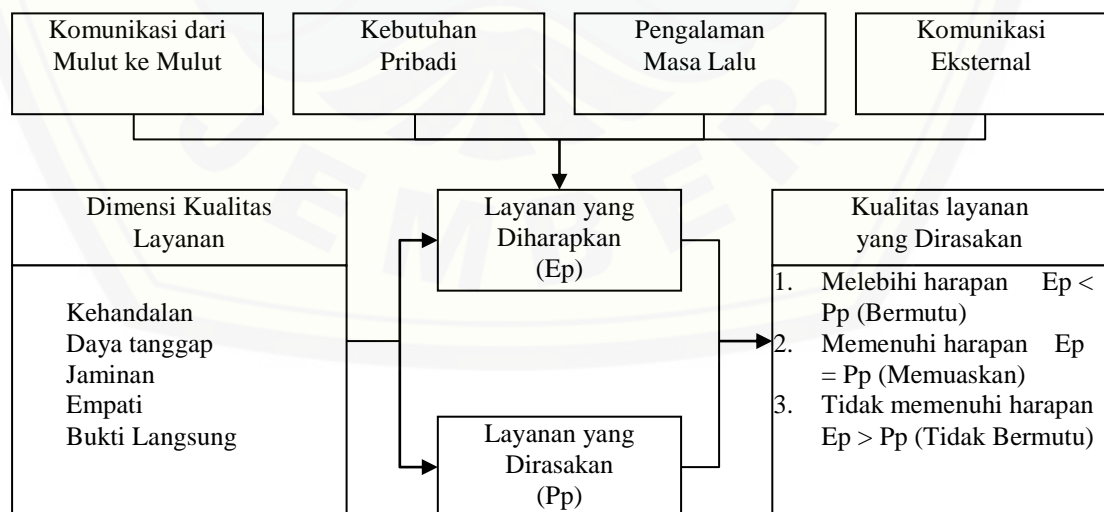 Komunikasi dari
Mulut ke Mulut
Kebutuhan
Pribadi
Pengalaman
Masa Lalu
Komunikasi
Eksternal
JEMBER
Dimensi Kualitas
Layanan
Kehandalan
Daya tanggap
Jaminan
Empati
Bukti Langsung
Layanan yang
Diharapkan
(Ep)
Layanan yang
Dirasakan
(Pp)
Kualitas layanan
yang Dirasakan
1. Melebihi harapan Ep <
Pp (Bermutu)
2. Memenuhi harapan Ep
= Pp (Memuaskan)
3. Tidak memenuhi harapan
Ep > Pp (Tidak Bermutu)